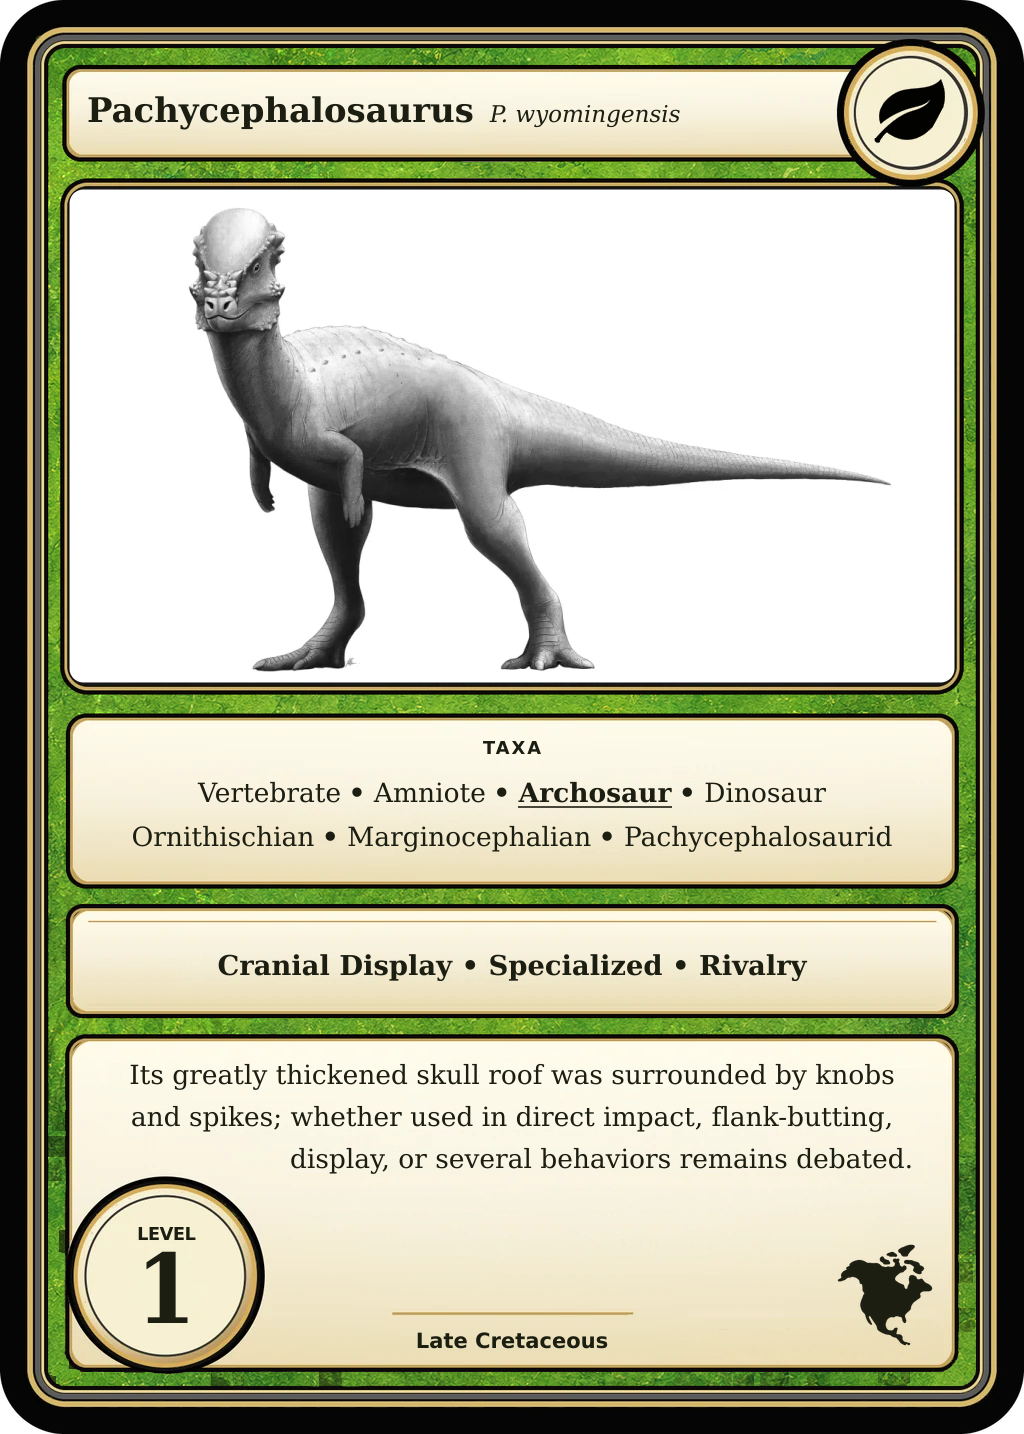 Pachycephalosaurus P. wyomingensis
TAXA
Vertebrate • Amniote • Archosaur • Dinosaur
Ornithischian • Marginocephalian • Pachycephalosaurid
Cranial Display • Specialized • Rivalry
Its greatly thickened skull roof was surrounded by knobs
and spikes; whether used in direct impact, flank-butting,
display, or several behaviors remains debated.
LEVEL
1
Late Cretaceous